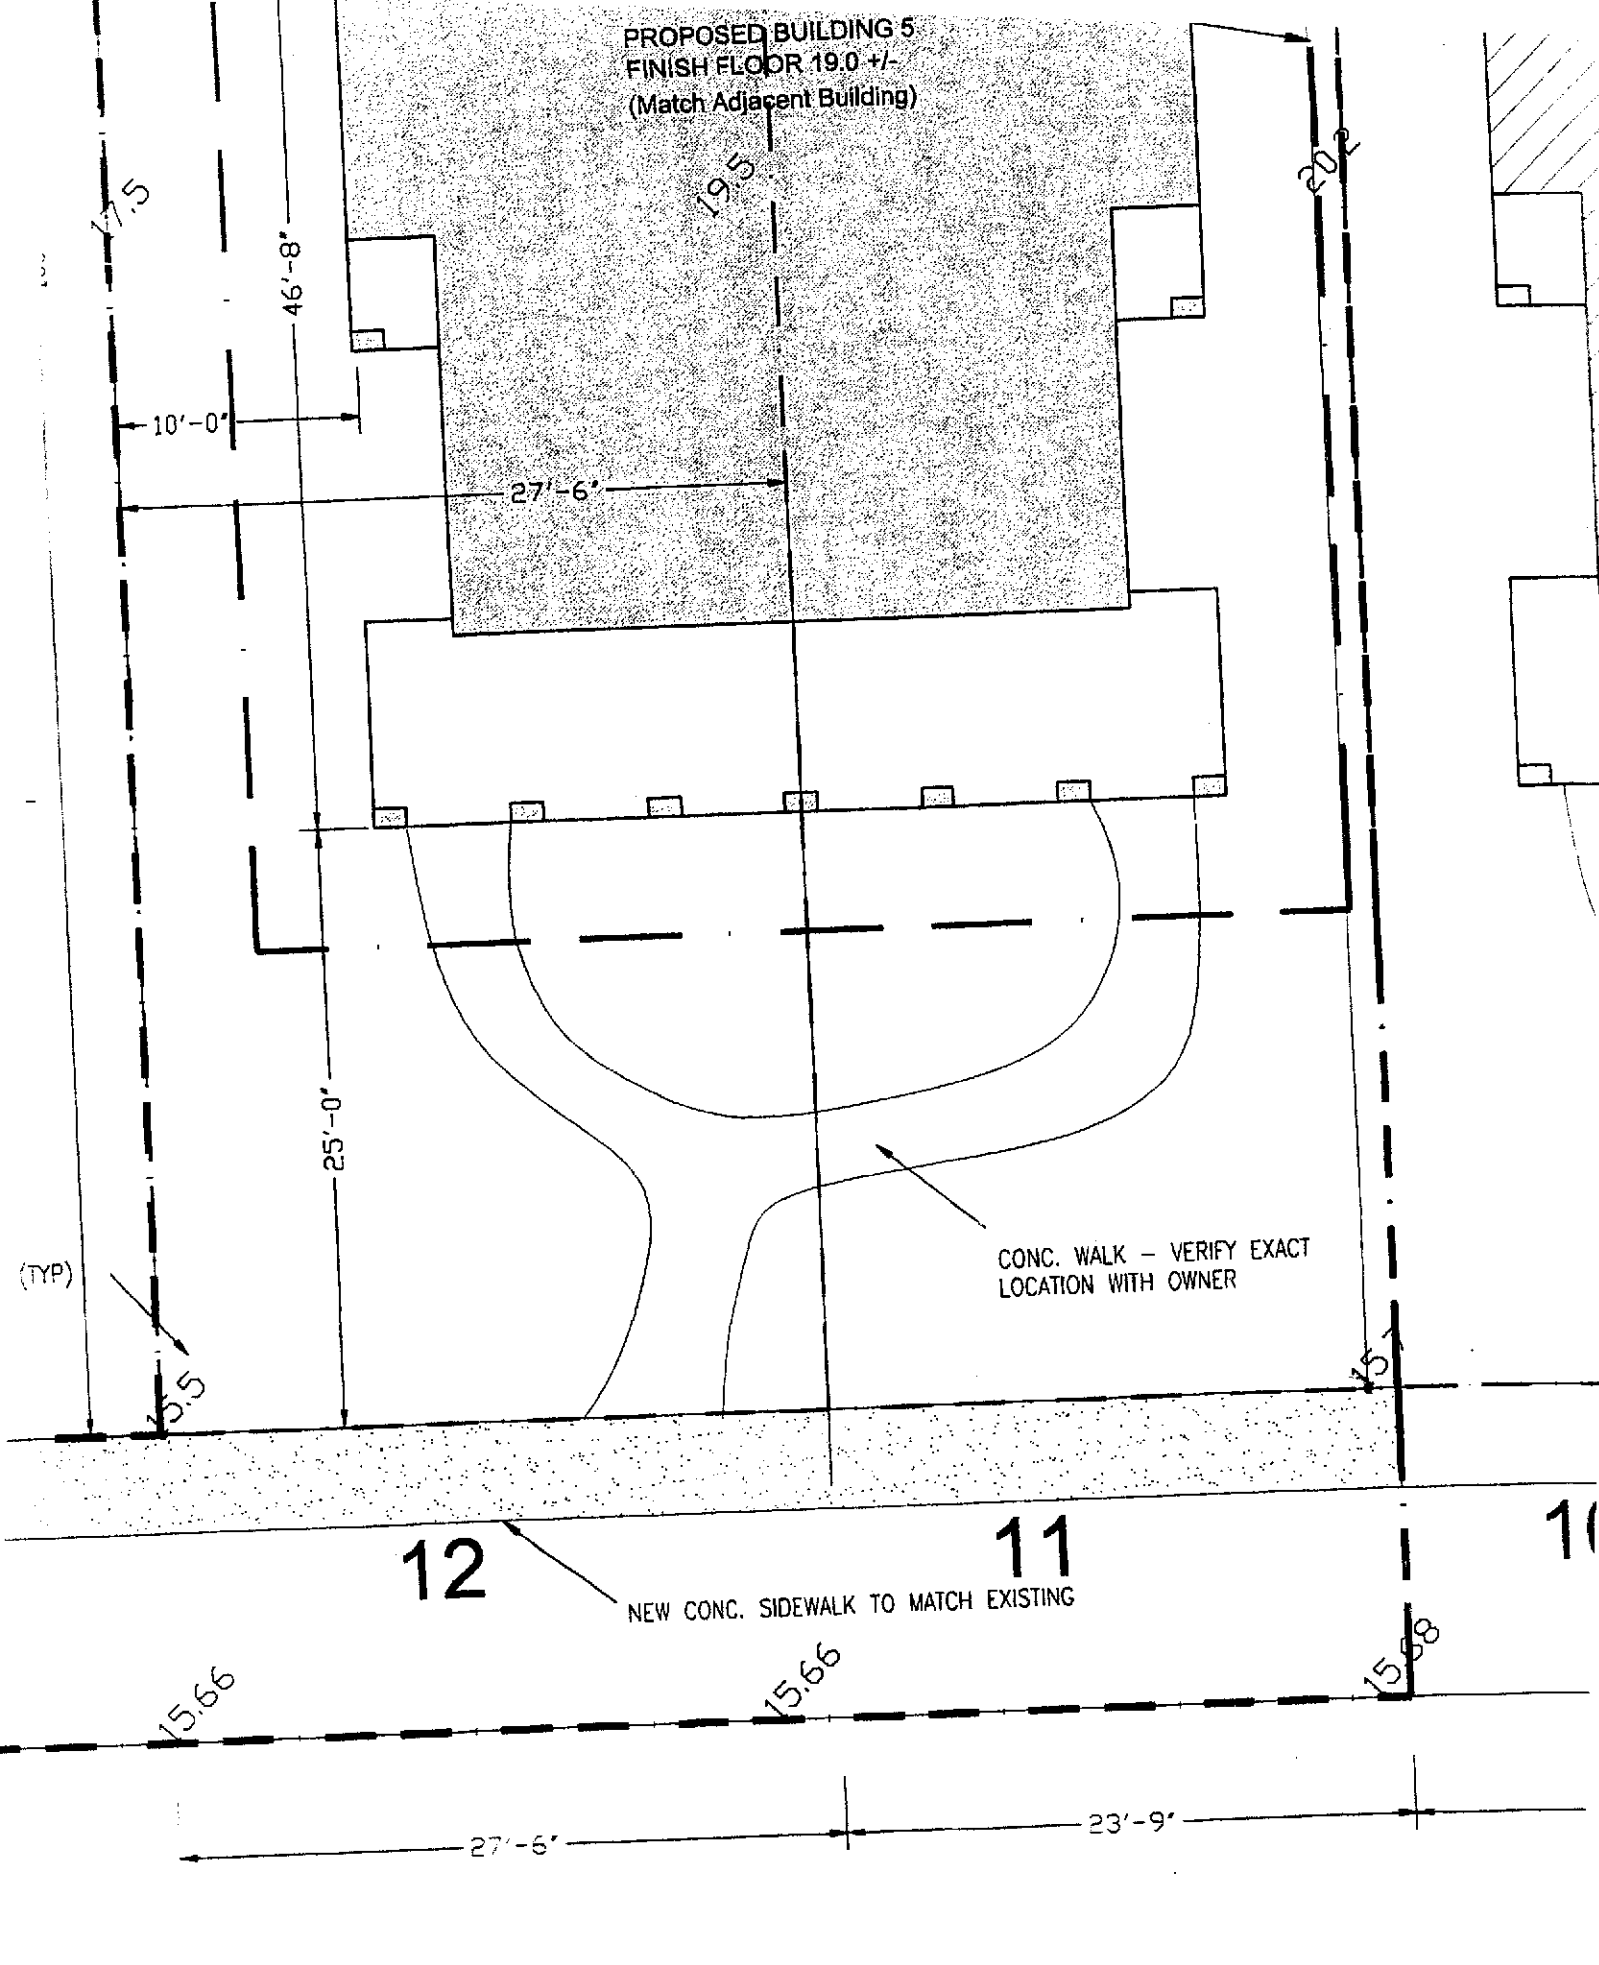 PROPOSED BUILDING 5
FINISH FLOOR 19.0 +/-
(Match Adjacent Building)
17.5
19.5
20.2
46'-8"
10'-0"
27'-6"
25'-0"
CONC. WALK – VERIFY EXACT
LOCATION WITH OWNER
(TYP)
15.5
12
11
NEW CONC. SIDEWALK TO MATCH EXISTING
15.66
15.66
27'-6"
23'-9"